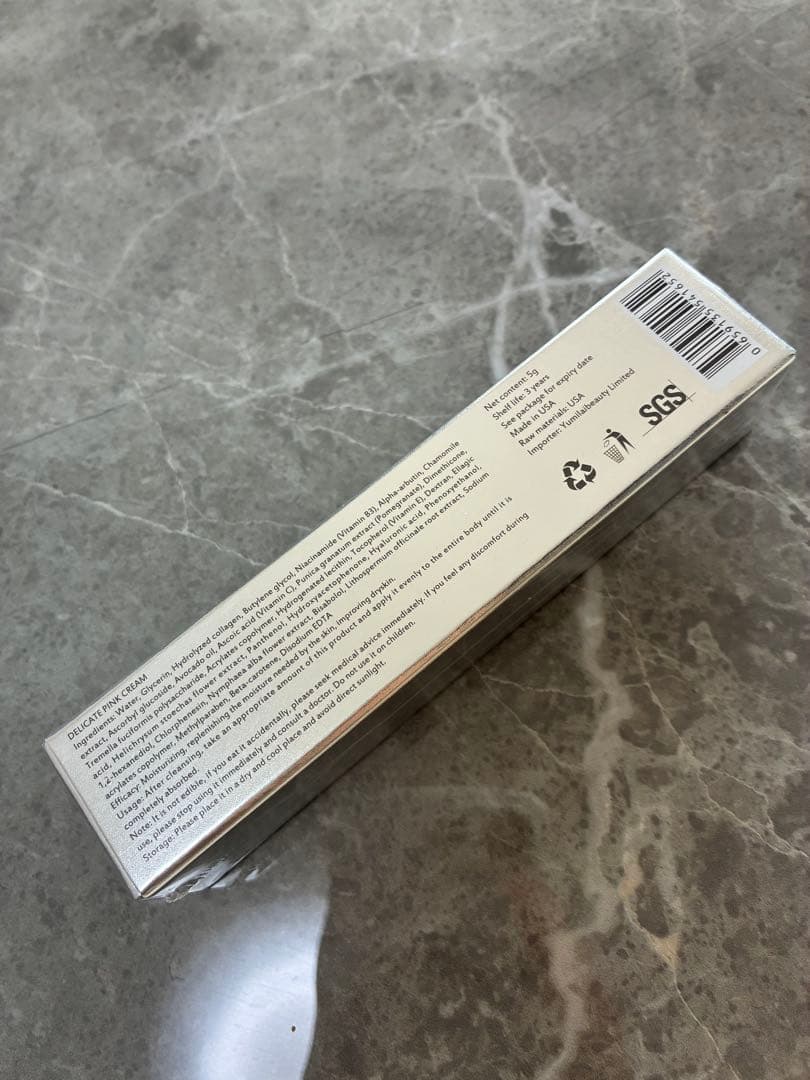 DELICATE PINK CREAM
Ingredients: Water, Glycerin, Hydrolyzed collagen, Butylene glycol, Niacinamide (Vitamin B3), Alpha-arbutin, Chamomile
extract, Ascorbyl glucoside, Avocado oil, Ascoic acid (Vitamin C), Punica granatum extract (Pomegranate), Dimethicone,
Tremella fuciformis polysaccharide, Acrylates copolymer, Hydrogenated lecithin, Tocopherol (Vitamin E), Dextran, Ellagic
acid, Helichrysum stoechas flower extract, Panthenol, Hydroxyacetophenone, Hyaluronic acid, Phenoxyethanol,
1,2-hexanediol, Chlorphenesin, Nymphaea alba flower extract, Bisabolol, Lithospermum officinale root extract, Sodium
acrylates copolymer, Methylparaben, Beta-carotene, Disodium EDTA
Efficacy: Moisturizing, replenishing the moisture needed by the skin, improving dryskin.
Usage: After cleansing, take an appropriate amount of this product and apply it evenly to the entire body until it is
completely absorbed
Note: It is not edible, if you eat it accidentally, please seek medical advice immediately. If you feel any discomfort during
use, please stop using it immediately and consult a doctor. Do not use it on children.
Storage: Please place it in a dry and cool place and avoid direct sunlight.
Net content: 5g
Shelf life: 3 years
See package for expiry date
Made in USA
Raw materials: USA
Importer: Yumilaibeauty Limited
SGS
0 659135 541652